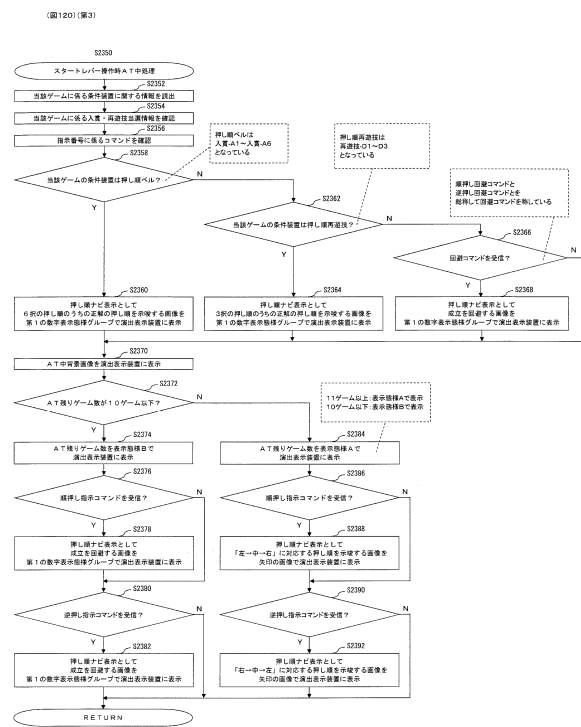 (図120)(第3)
S2350
スタートレバー操作時AT中処理
S2352
当該ゲームに係る条件装置に関する情報を読出
S2354
当該ゲームに係る入賞・再遊技当選情報を確認
S2356
指示番号に係るコマンドを確認
S2358
当該ゲームの条件装置は押し順ベル？
Y
N
押し順ベルは
入賞-A1～入賞-A6
となっている
S2362
当該ゲームの条件装置は押し順再遊技？
Y
N
押し順再遊技は
再遊技-D1～D3
となっている
S2366
回避コマンドを受信？
Y
N
順押し回避コマンドと
逆押し回避コマンドとを
総称して回避コマンドを称している
S2360
押し順ナビ表示として
6択の押し順のうちの正解の押し順を示唆する画像を
第1の数字表示態様グループで演出表示装置に表示
S2364
押し順ナビ表示として
3択の押し順のうちの正解の押し順を示唆する画像を
第1の数字表示態様グループで演出表示装置に表示
S2368
押し順ナビ表示として
成立を回避する画像を
第1の数字表示態様グループで演出表示装置に表示
S2370
AT中背景画像を演出表示装置に表示
S2372
AT残りゲーム数が10ゲーム以下？
Y
N
11ゲーム以上：表示態様Aで表示
10ゲーム以下：表示態様Bで表示
S2374
AT残りゲーム数を表示態様Bで
演出表示装置に表示
S2384
AT残りゲーム数を表示態様Aで
演出表示装置に表示
S2376
順押し指示コマンドを受信？
Y
N
S2386
順押し指示コマンドを受信？
Y
N
S2378
押し順ナビ表示として
成立を回避する画像を
第1の数字表示態様グループで演出表示装置に表示
S2388
押し順ナビ表示として
「左→中→右」に対応する押し順を示唆する画像を
矢印の画像で演出表示装置に表示
S2380
逆押し指示コマンドを受信？
Y
N
S2390
逆押し指示コマンドを受信？
Y
N
S2382
押し順ナビ表示として
成立を回避する画像を
第1の数字表示態様グループで演出表示装置に表示
S2392
押し順ナビ表示として
「右→中→左」に対応する押し順を示唆する画像を
矢印の画像で演出表示装置に表示
RETURN